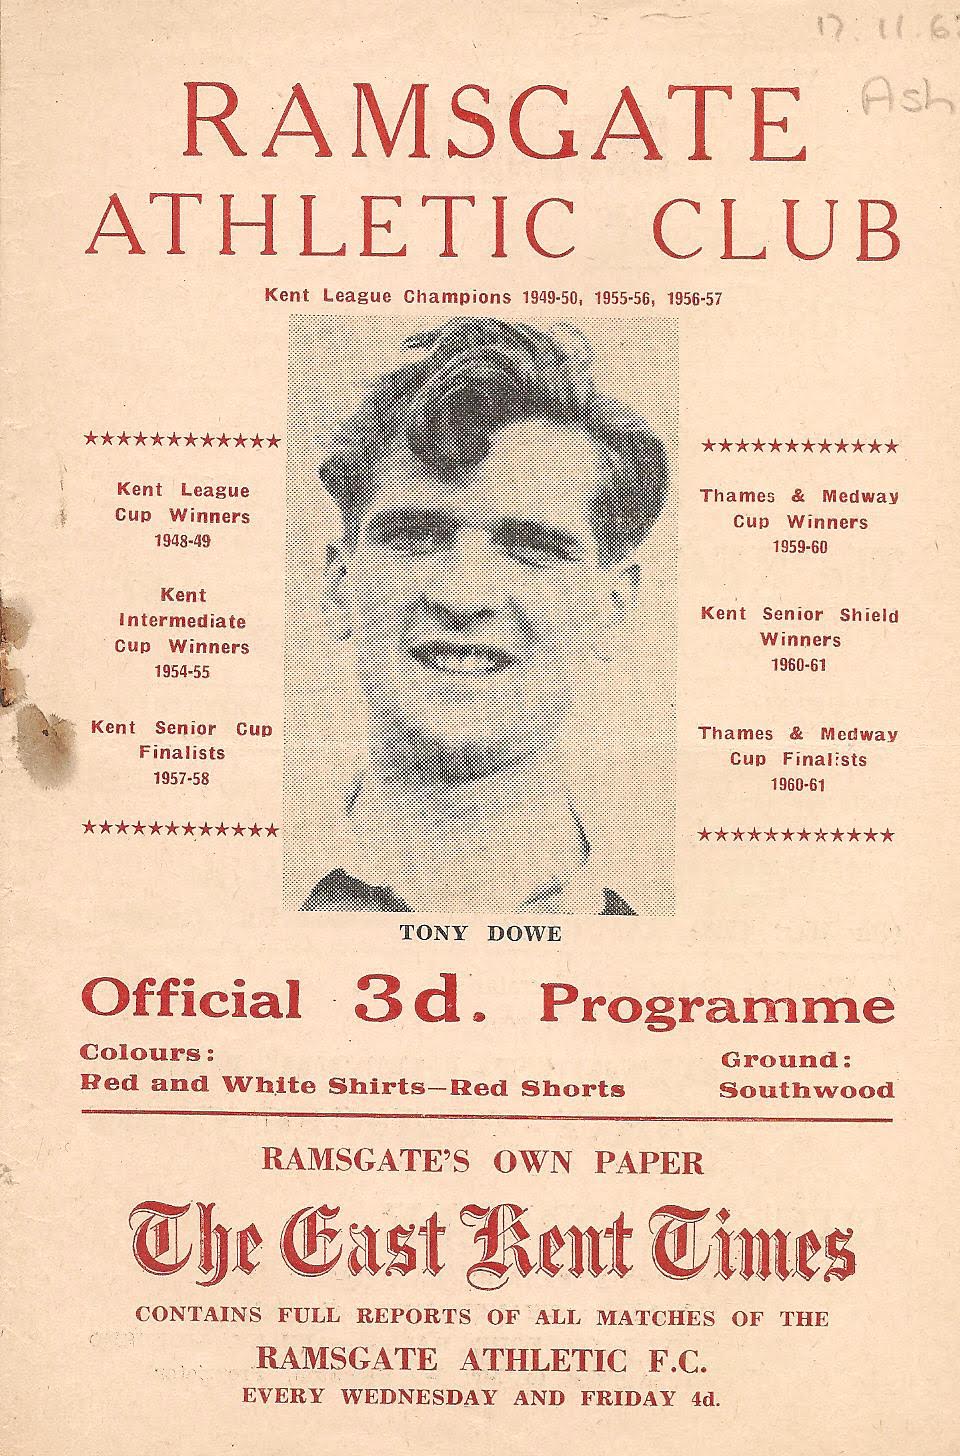 17.11.6
Ash
RAMSGATE
ATHLETIC CLUB
Kent League Champions 1949-50, 1955-56, 1956-57
★★★★★★★★★★★★
Kent League
Cup Winners
1948-49
Kent
Intermediate
Cup Winners
1954-55
Kent Senior Cup
Finalists
1957-58
★★★★★★★★★★★★
★★★★★★★★★★★★
Thames & Medway
Cup Winners
1959-60
Kent Senior Shield
Winners
1960-61
Thames & Medway
Cup Finalists
1960-61
★★★★★★★★★★★★
TONY DOWE
Official 3d. Programme
Colours:
Red and White Shirts—Red Shorts
Ground:
Southwood
RAMSGATE'S OWN PAPER
The East Kent Times
CONTAINS FULL REPORTS OF ALL MATCHES OF THE
RAMSGATE ATHLETIC F.C.
EVERY WEDNESDAY AND FRIDAY 4d.